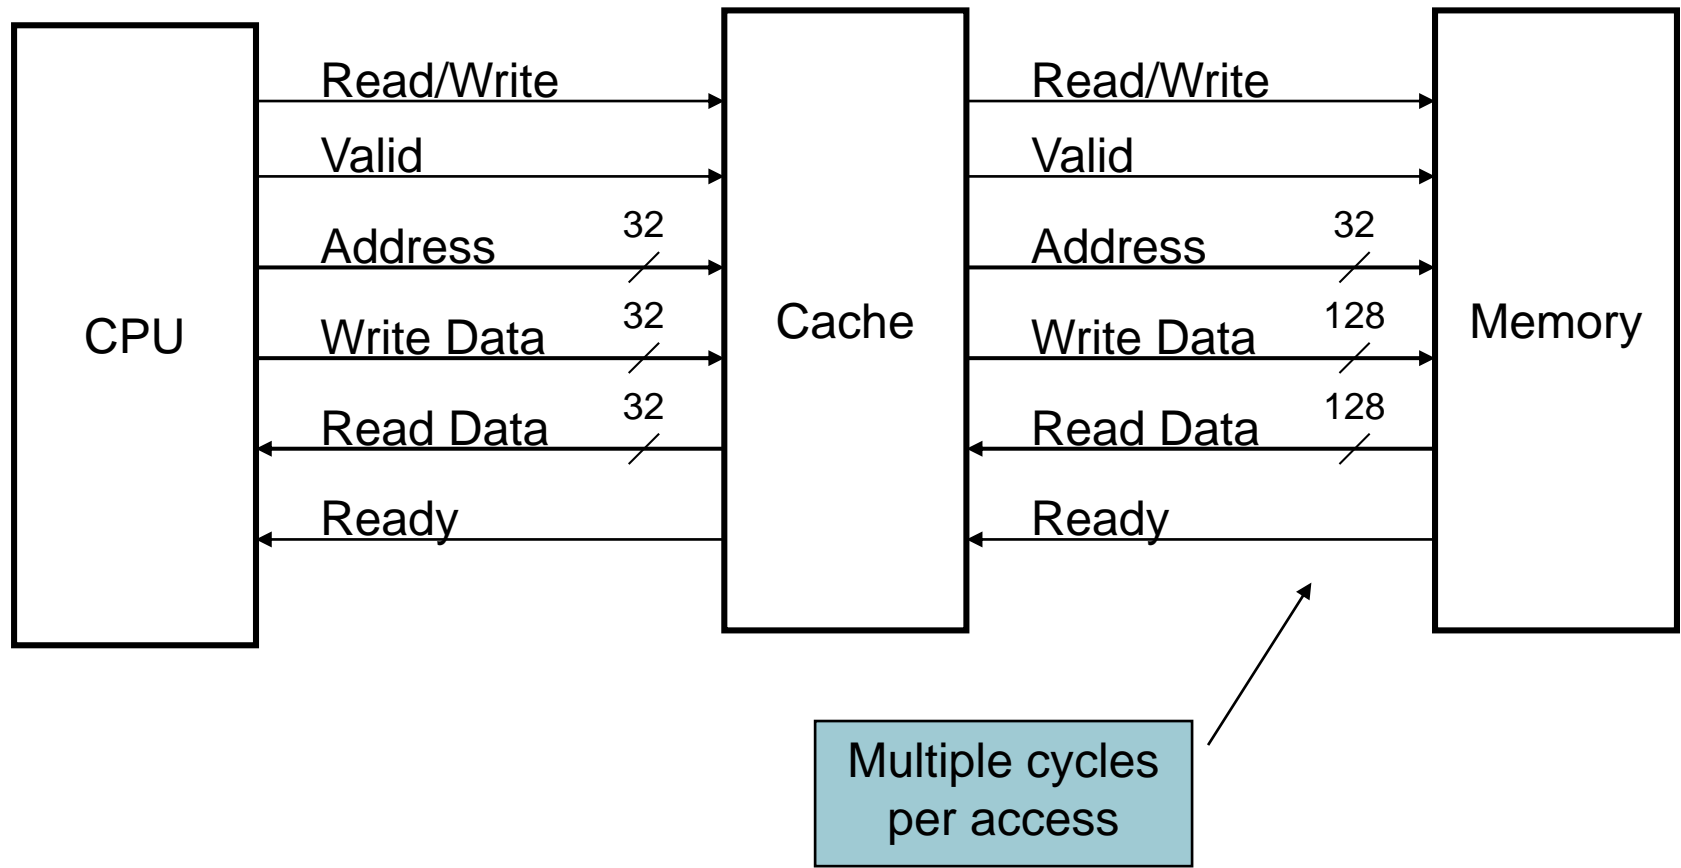 CPU
Read/Write
Valid
Address 32
Write Data 32
Read Data 32
Ready
Cache
Read/Write
Valid
Address 32
Write Data 128
Read Data 128
Ready
Memory
Multiple cycles
per access